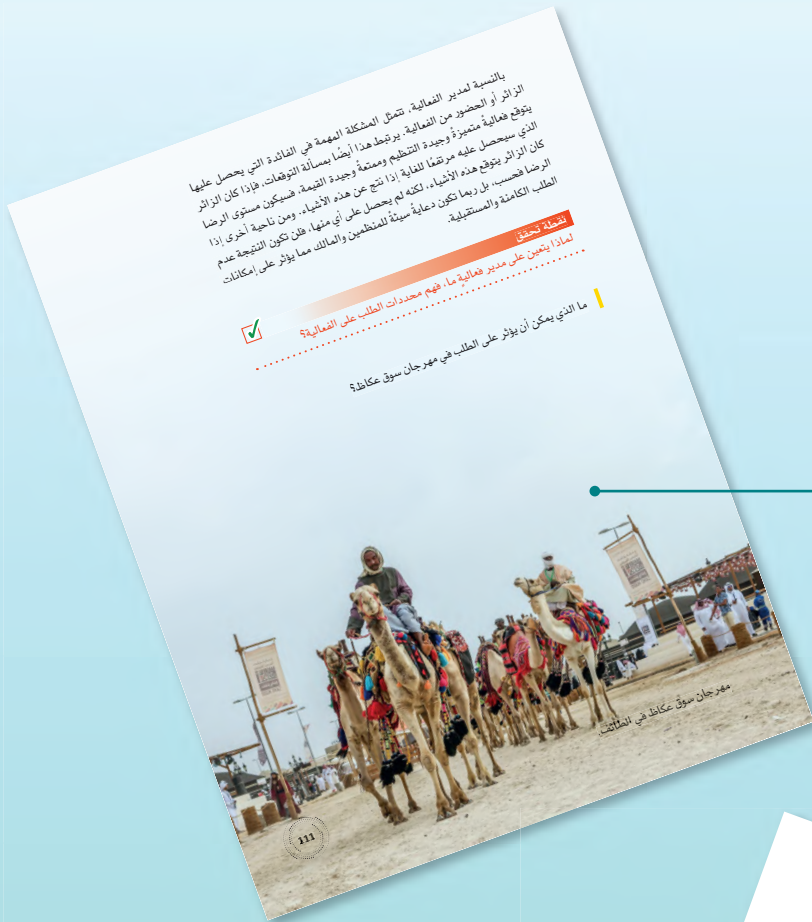 بالنسبة لمدير الفعالية، تتمثل المشكلة المهمة في الفائدة التي يحصل عليها
الزائر أو الحضور من الفعالية. يرتبط هذا أيضًا بمسألة التوقعات، فإذا كان الزائر
يتوقع فعاليةً متميزةً وجيدة التنظيم وممتعةً وجيدة القيمة، فسيكون مستوى الرضا
الذي سيحصل عليه مرتفعًا للغاية إذا نتج عن هذه الأشياء. ومن ناحية أخرى إذا
كان الزائر يتوقع هذه الأشياء، لكنه لم يحصل على أي منها، فلن تكون النتيجة عدم
الرضا فحسب، بل ربما تكون دعايةً سيئةً للمنظمين والمالك مما يؤثر على إمكانات
الطلب الكامنة والمستقبلية.
نقطة تحقق
لماذا يتعين على مدير فعاليةٍ ما، فهم محددات الطلب على الفعالية؟
ما الذي يمكن أن يؤثر على الطلب في مهرجان سوق عكاظ؟
مهرجان سوق عكاظ في الطائف.
111